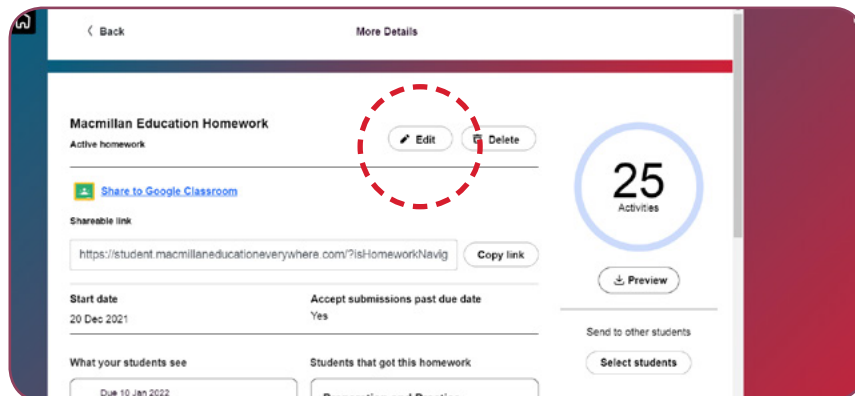 Back
More Details
Macmillan Education Homework
Active homework
Edit
Delete
Share to Google Classroom
Shareable link
https://student.macmillaneducationeverywhere.com/?isHomeworkNavig
Copy link
Start date
20 Dec 2021
Accept submissions past due date
Yes
What your students see
Due 10 Jan 2022
Students that got this homework
25
Activities
Preview
Send to other students
Select students